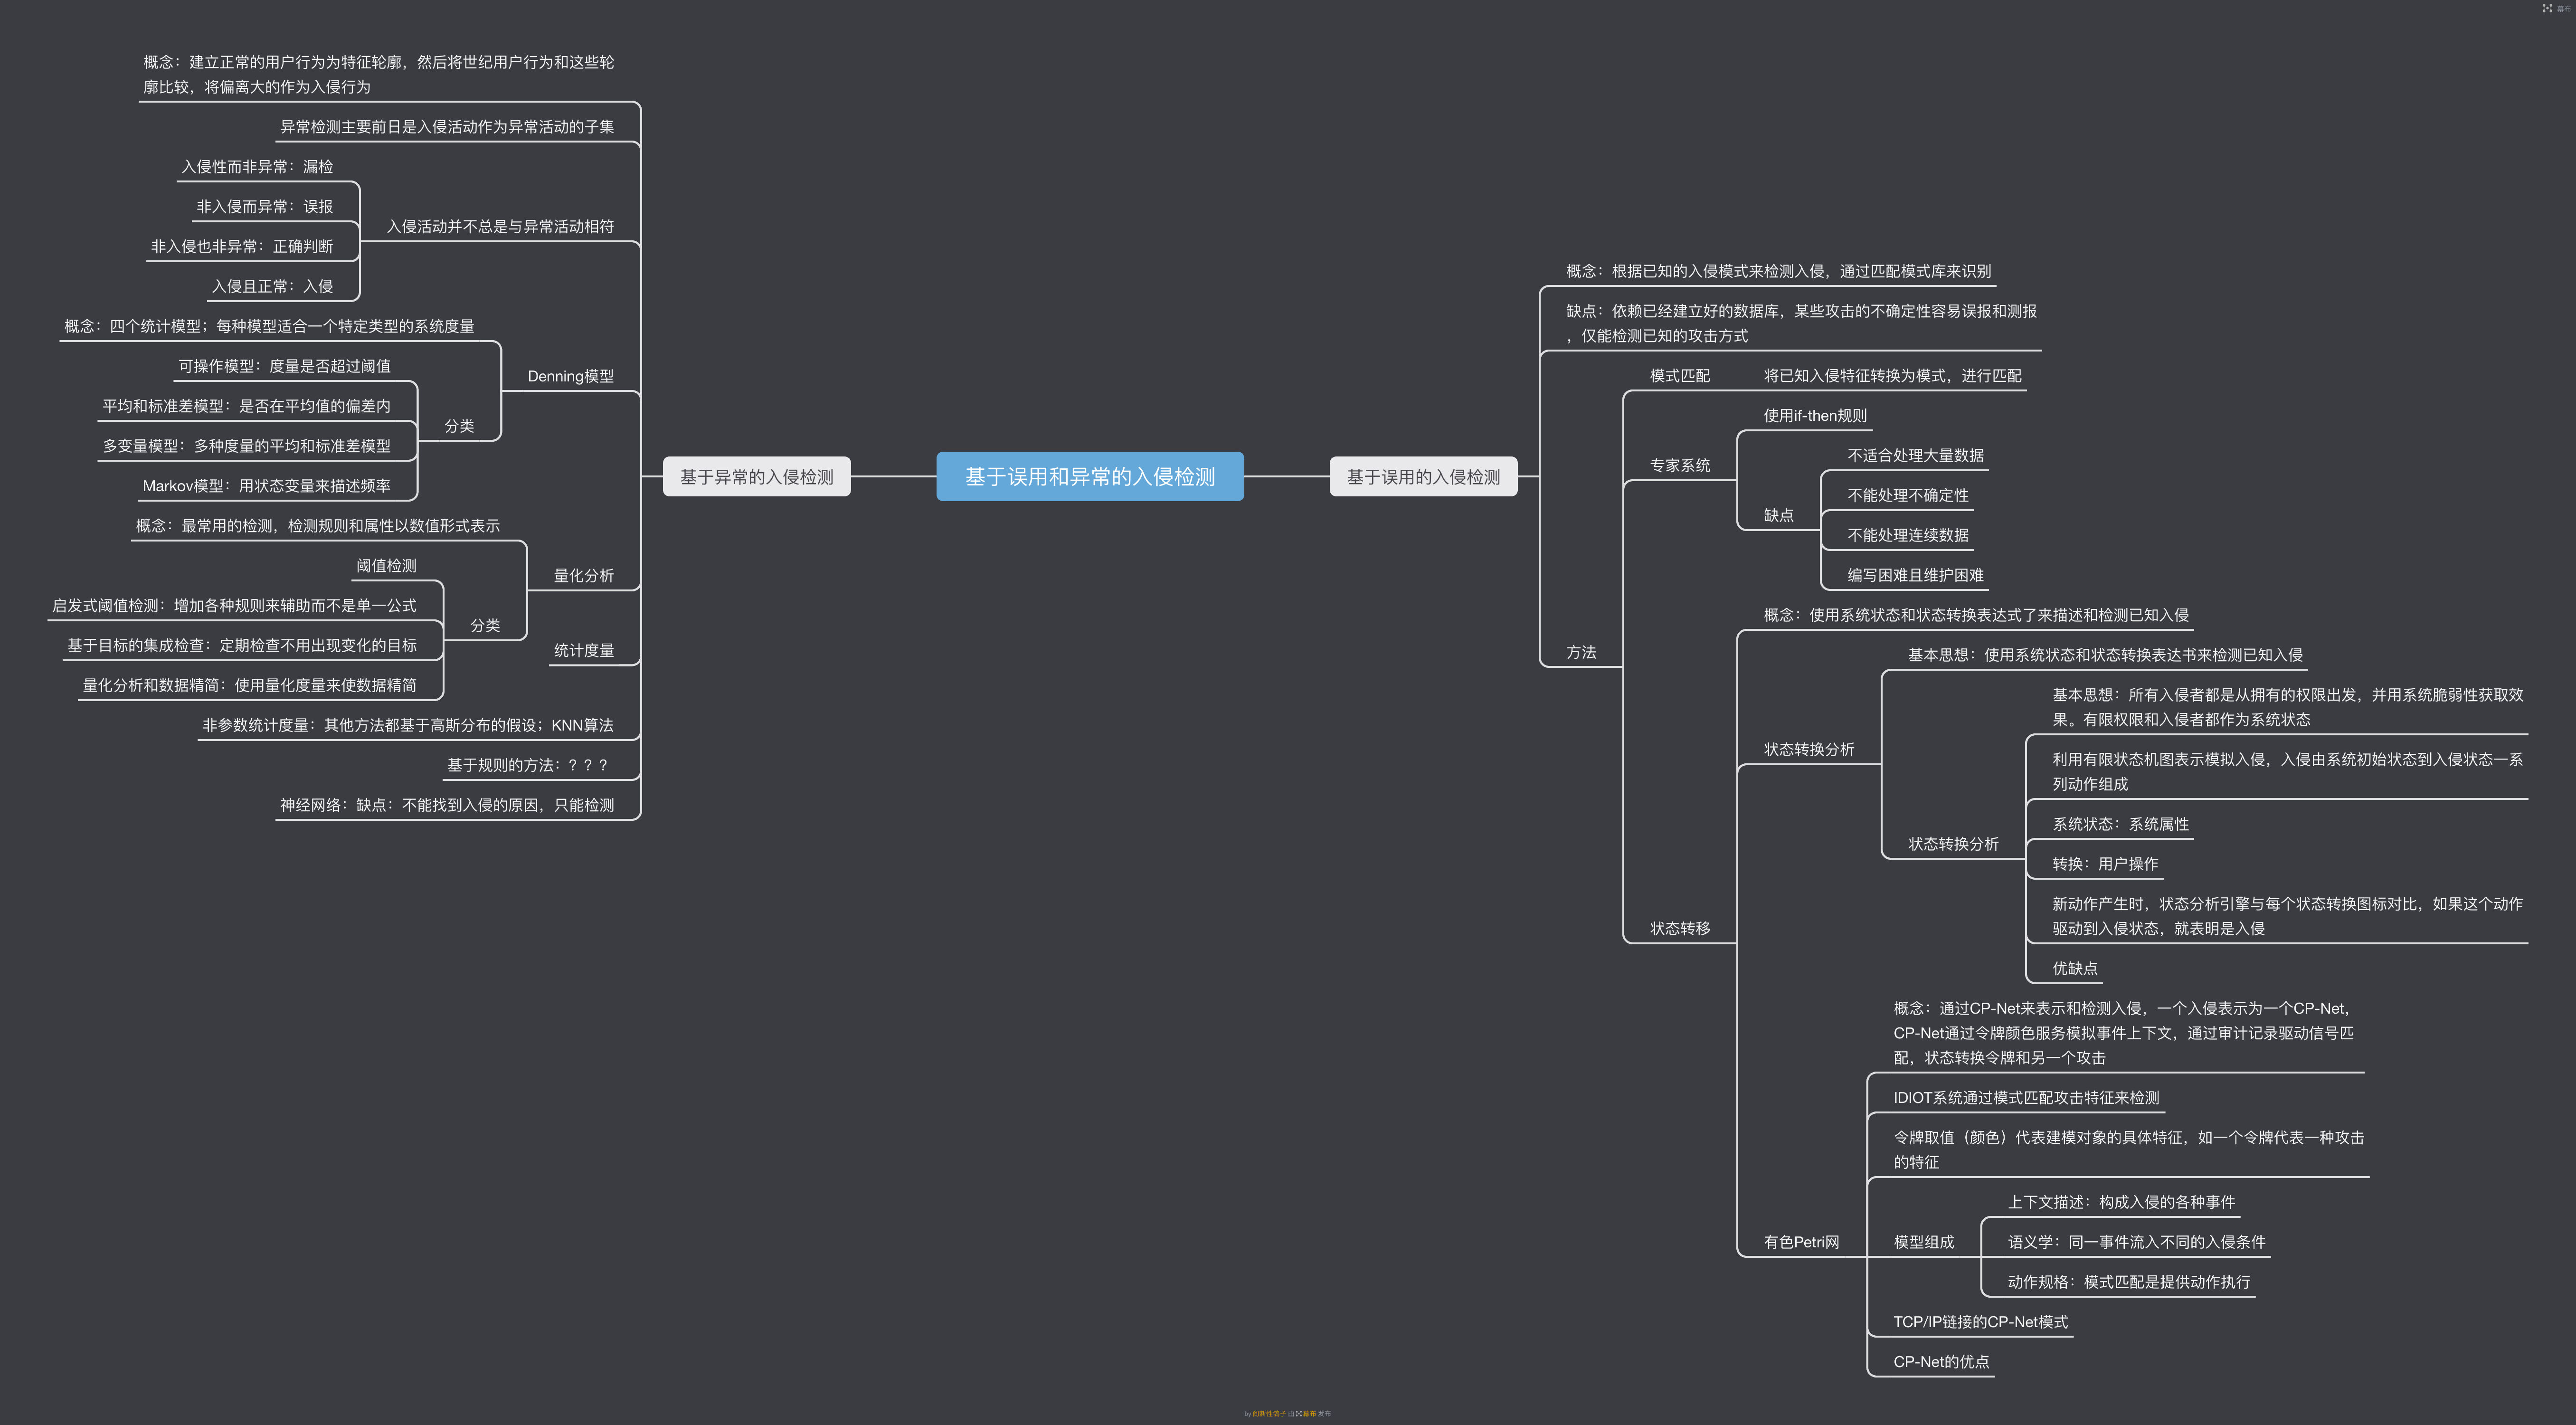 幕布
基于误用和异常的入侵检测
基于异常的入侵检测
概念：建立正常的用户行为为特征轮廓，然后将世纪用户行为和这些轮
廓比较，将偏离大的作为入侵行为
异常检测主要前日是入侵活动作为异常活动的子集
入侵活动并不总是与异常活动相符
入侵性而非异常：漏检
非入侵而异常：误报
非入侵也非异常：正确判断
入侵且正常：入侵
Denning模型
概念：四个统计模型；每种模型适合一个特定类型的系统度量
分类
可操作模型：度量是否超过阈值
平均和标准差模型：是否在平均值的偏差内
多变量模型：多种度量的平均和标准差模型
Markov模型：用状态变量来描述频率
量化分析
概念：最常用的检测，检测规则和属性以数值形式表示
分类
阈值检测
启发式阈值检测：增加各种规则来辅助而不是单一公式
基于目标的集成检查：定期检查不用出现变化的目标
量化分析和数据精简：使用量化度量来使数据精简
统计度量
非参数统计度量：其他方法都基于高斯分布的假设；KNN算法
基于规则的方法：？？？
神经网络：缺点：不能找到入侵的原因，只能检测
基于误用的入侵检测
概念：根据已知的入侵模式来检测入侵，通过匹配模式库来识别
缺点：依赖已经建立好的数据库，某些攻击的不确定性容易误报和测报
，仅能检测已知的攻击方式
方法
模式匹配
将已知入侵特征转换为模式，进行匹配
专家系统
使用if-then规则
缺点
不适合处理大量数据
不能处理不确定性
不能处理连续数据
编写困难且维护困难
状态转移
概念：使用系统状态和状态转换表达式了来描述和检测已知入侵
状态转换分析
基本思想：使用系统状态和状态转换表达书来检测已知入侵
状态转换分析
基本思想：所有入侵者都是从拥有的权限出发，并用系统脆弱性获取效
果。有限权限和入侵者都作为系统状态
利用有限状态机图表示模拟入侵，入侵由系统初始状态到入侵状态一系
列动作组成
系统状态：系统属性
转换：用户操作
新动作产生时，状态分析引擎与每个状态转换图标对比，如果这个动作
驱动到入侵状态，就表明是入侵
优缺点
有色Petri网
概念：通过CP-Net来表示和检测入侵，一个入侵表示为一个CP-Net，
CP-Net通过令牌颜色服务模拟事件上下文，通过审计记录驱动信号匹
配，状态转换令牌和另一个攻击
IDIOT系统通过模式匹配攻击特征来检测
令牌取值（颜色）代表建模对象的具体特征，如一个令牌代表一种攻击
的特征
模型组成
上下文描述：构成入侵的各种事件
语义学：同一事件流入不同的入侵条件
动作规格：模式匹配是提供动作执行
TCP/IP链接的CP-Net模式
CP-Net的优点
by 间断性鸽子 由 幕布 发布